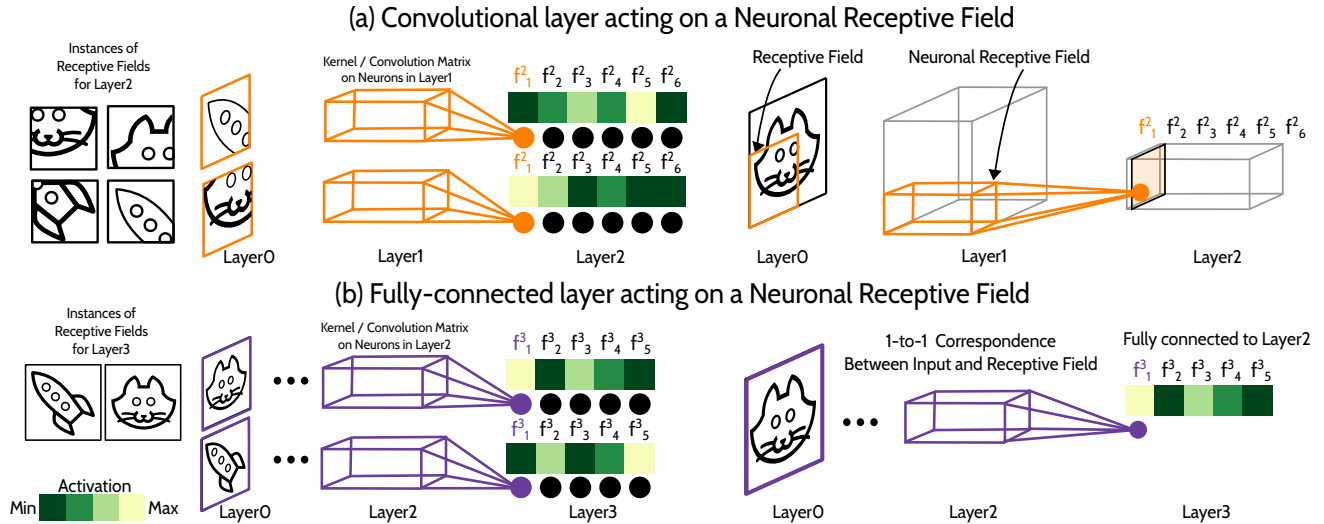 (a) Convolutional layer acting on a Neuronal Receptive Field
Instances of
Receptive Fields
for Layer2
Kernel / Convolution Matrix
on Neurons in Layer1
f²₁ f²₂ f²₃ f²₄ f²₅ f²₆
f²₁ f²₂ f²₃ f²₄ f²₅ f²₆
Receptive Field
Neuronal Receptive Field
f²₁ f²₂ f²₃ f²₄ f²₅ f²₆
Layer0
Layer1
Layer2
Layer0
Layer1
Layer2
(b) Fully-connected layer acting on a Neuronal Receptive Field
Instances of
Receptive Fields
for Layer3
Kernel / Convolution Matrix
on Neurons in Layer2
f³₁ f³₂ f³₃ f³₄ f³₅
f³₁ f³₂ f³₃ f³₄ f³₅
1-to-1 Correspondence
Between Input and Receptive Field
Fully connected to Layer2
f³₁ f³₂ f³₃ f³₄ f³₅
Activation
Min Max
Layer0
Layer2
Layer3
Layer0
Layer2
Layer3